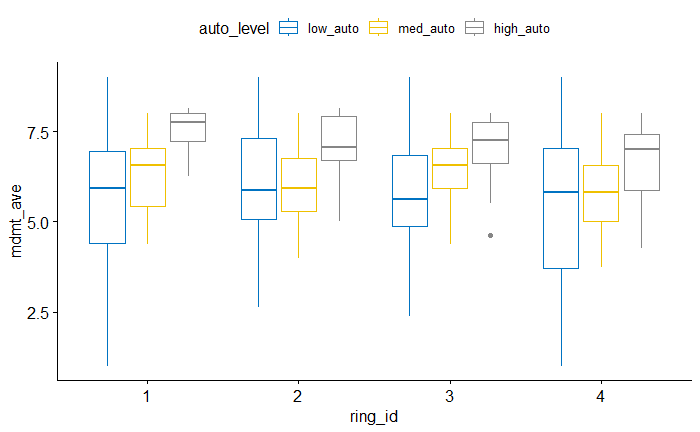 auto_level low_auto med_auto high_auto
7.5
5.0
2.5
mdmt_ave
1 2 3 4
ring_id